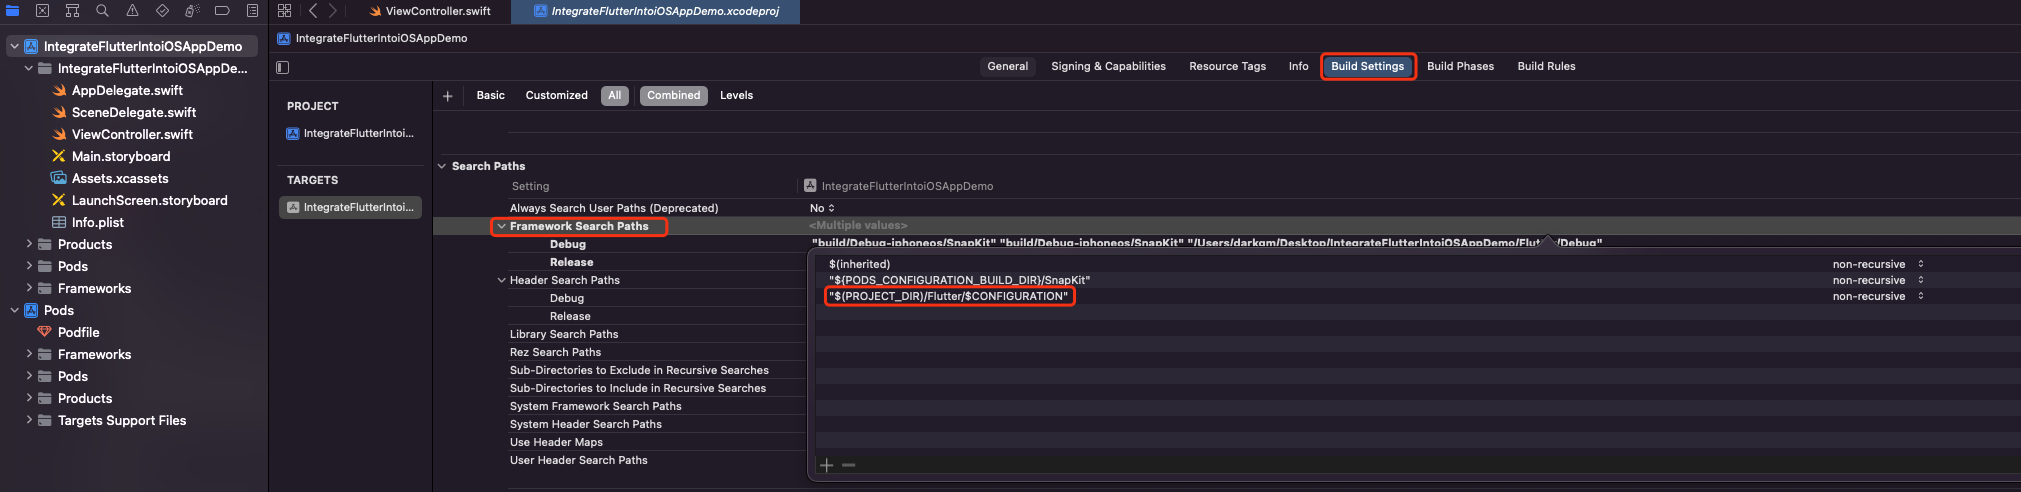 ViewController.swift
IntegrateFlutterIntoiOSAppDemo.xcodeproj
IntegrateFlutterIntoiOSAppDemo
IntegrateFlutterIntoiOSAppDe...
AppDelegate.swift
SceneDelegate.swift
ViewController.swift
Main.storyboard
Assets.xcassets
LaunchScreen.storyboard
Info.plist
Products
Pods
Frameworks
Pods
Podfile
Frameworks
Pods
Products
Targets Support Files
IntegrateFlutterIntoiOSAppDemo
General Signing & Capabilities Resource Tags Info Build Settings Build Phases Build Rules
PROJECT
IntegrateFlutterIntoi...
TARGETS
IntegrateFlutterIntoi...
+ Basic Customized All Combined Levels
Search Paths
Setting IntegrateFlutterIntoiOSAppDemo
Always Search User Paths (Deprecated) No
Framework Search Paths <Multiple values>
Debug "build/Debug-iphoneos/SnapKit" "build/Debug-iphoneos/SnapKit" "/Users/darkgm/Desktop/IntegrateFlutterIntoiOSAppDemo/Flutter/Debug"
Release
Header Search Paths
Debug
Release
Library Search Paths
Rez Search Paths
Sub-Directories to Exclude in Recursive Searches
Sub-Directories to Include in Recursive Searches
System Framework Search Paths
System Header Search Paths
Use Header Maps
User Header Search Paths
$(inherited) non-recursive
"${PODS_CONFIGURATION_BUILD_DIR}/SnapKit" non-recursive
"$(PROJECT_DIR)/Flutter/$CONFIGURATION" non-recursive